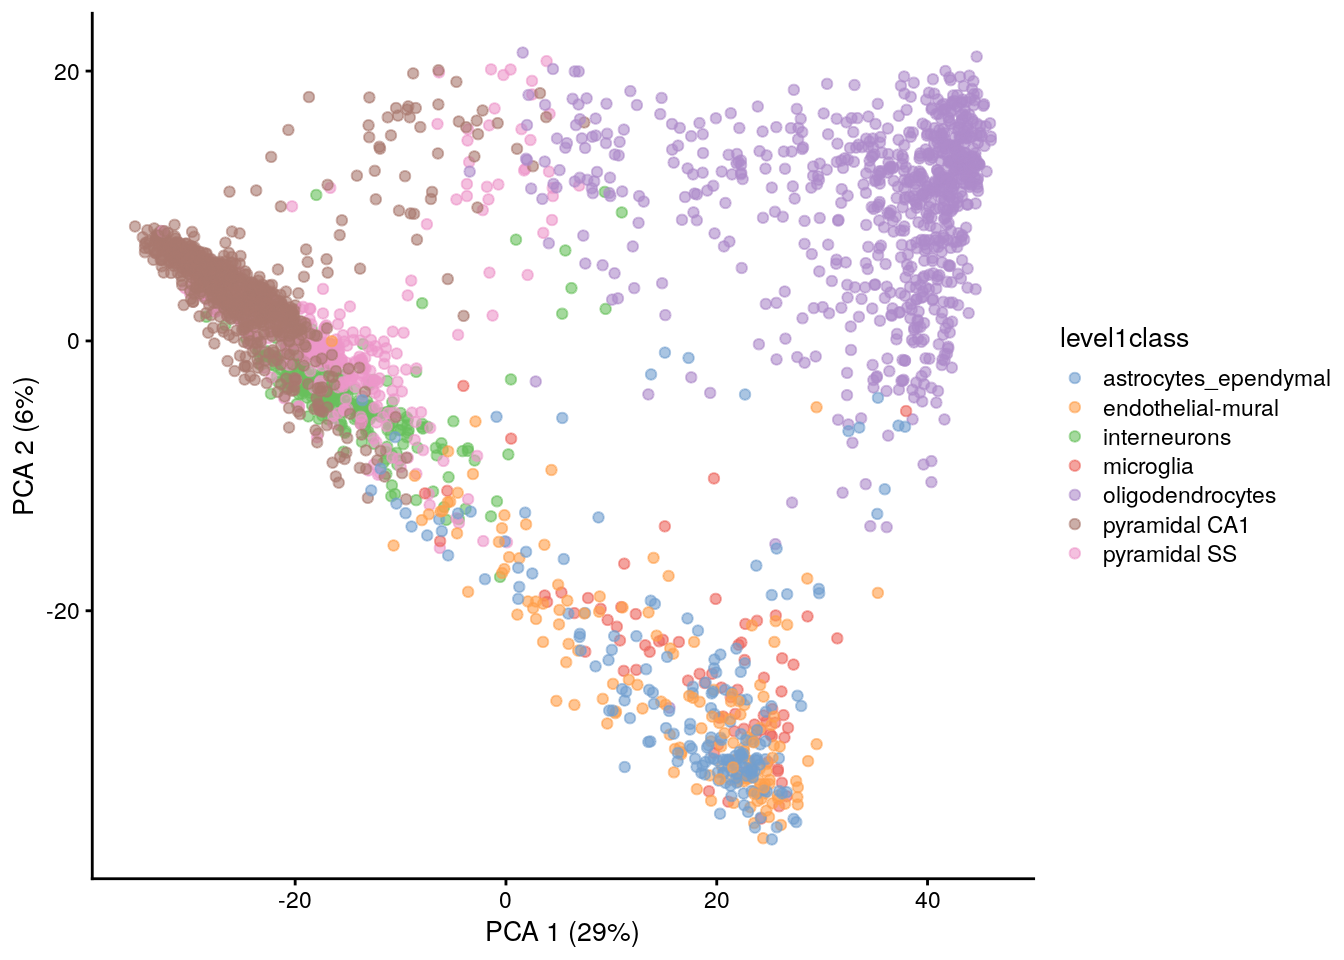 20
0
-20
PCA 2 (6%)
-20
0
20
40
PCA 1 (29%)
level1class
astrocytes_ependymal
endothelial-mural
interneurons
microglia
oligodendrocytes
pyramidal CA1
pyramidal SS